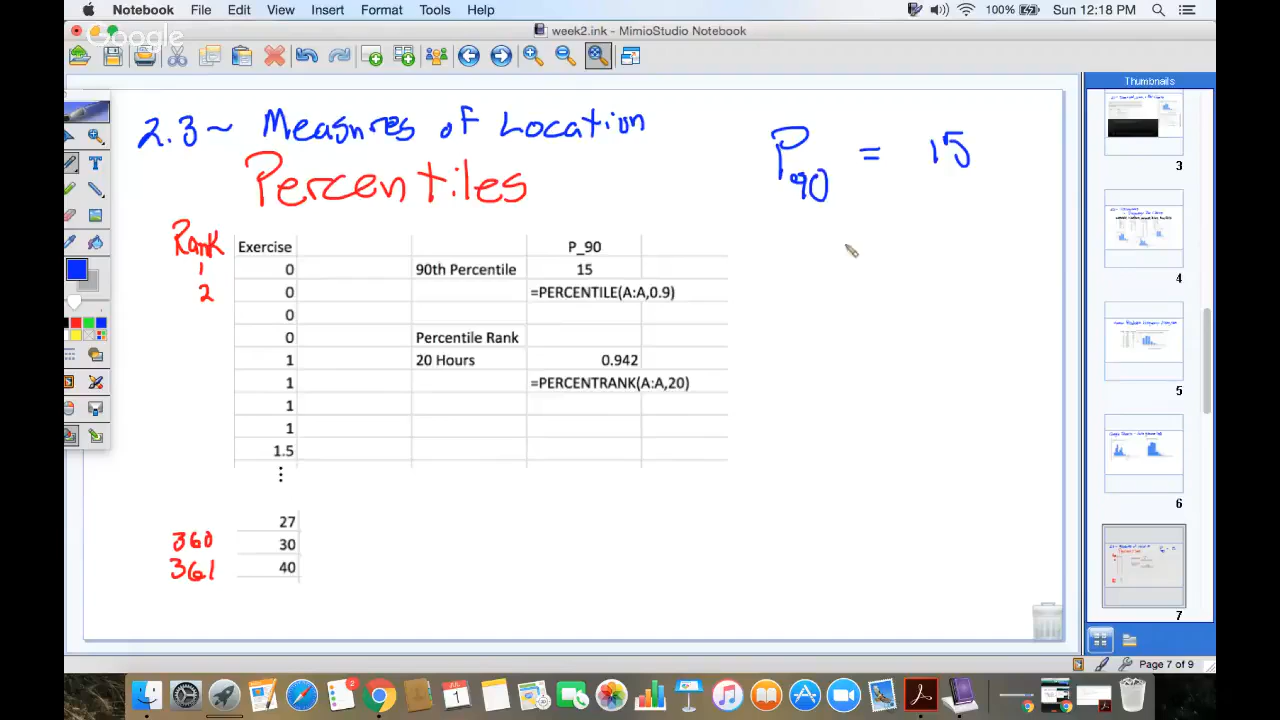 Notebook File Edit View Insert Format Tools Help 100% Sun 12:18 PM
Google
week2.ink - MimioStudio Notebook
Thumbnails
2.3~ Measures of Location
P90 = 15
Percentiles
3
Rank
Exercise P_90
1 0 90th Percentile 15
2 0 =PERCENTILE(A:A,0.9)
4
0
0 Percentile Rank
1 20 Hours 0.942
1 =PERCENTRANK(A:A,20)
5
1
1
1.5
⋮
6
27
360 30
361 40
7
Page 7 of 9